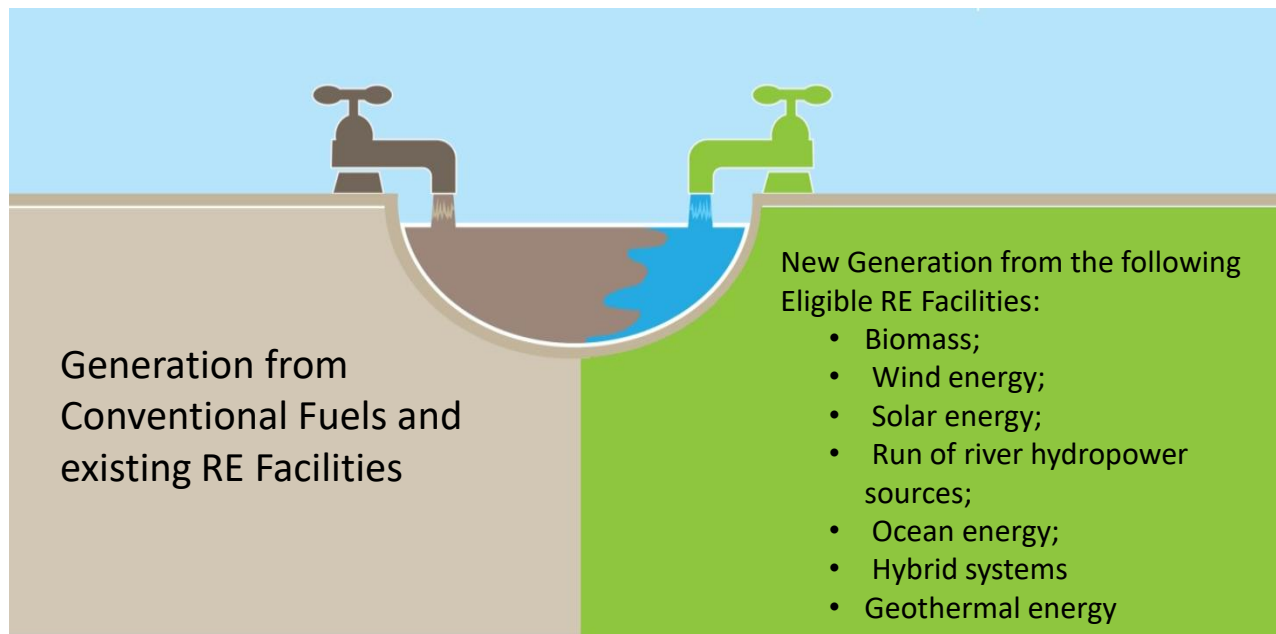 Generation from
Conventional Fuels and
existing RE Facilities
New Generation from the following
Eligible RE Facilities:
• Biomass;
• Wind energy;
• Solar energy;
• Run of river hydropower
sources;
• Ocean energy;
• Hybrid systems
• Geothermal energy